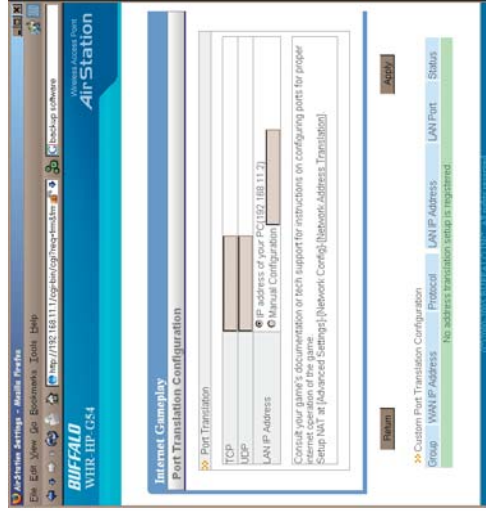 AirStation Settings - Mozilla Firefox
File Edit View Go Bookmarks Tools Help
http://192.168.11.1/cgi-bin/cgi?req=frm&frm
backup software
BUFFALO
WHR-HP-G54
Wireless Access Point
AirStation
Internet Gameplay
Port Translation Configuration
>> Port Translation
TCP
UDP
LAN IP Address
IP address of your PC(192.168.11.2)
Manual Configuration
Consult your game's documentation or tech support for instructions on configuring ports for proper
internet operation of the game.
Setup NAT at [Advanced Settings]-[Network Config]-[Network Address Translation].
Return
Apply
>> Custom Port Translation Configuration
Group WAN IP Address Protocol LAN IP Address LAN Port Status
No address translation setup is registered